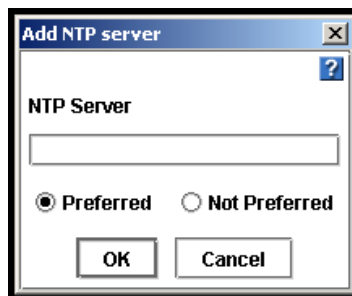 Add NTP server
?
NTP Server
Preferred Not Preferred
OK Cancel